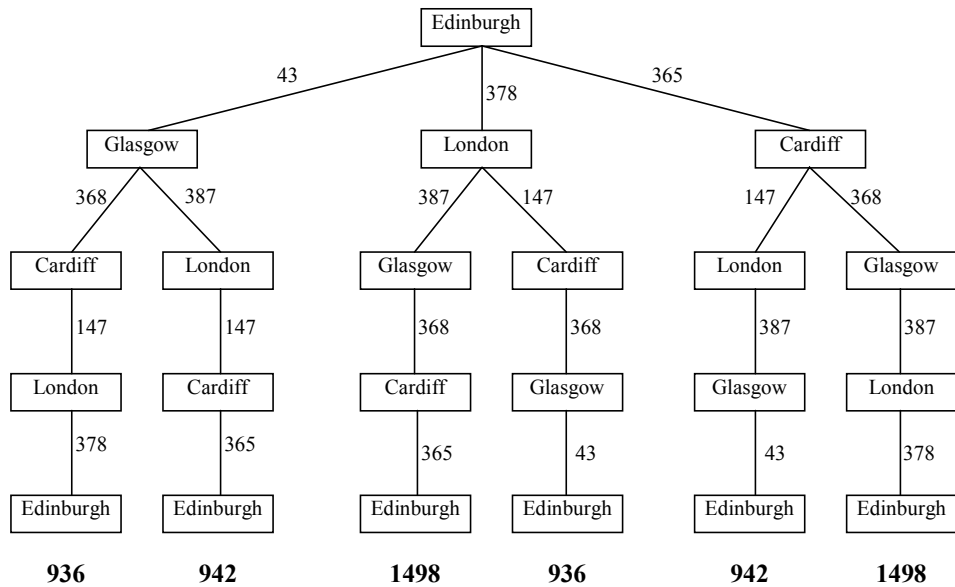 Edinburgh
43 378 365
Glasgow London Cardiff
368 387 387 147 147 368
Cardiff London Glasgow Cardiff London Glasgow
147 147 368 368 387 387
London Cardiff Cardiff Glasgow Glasgow London
378 365 365 43 43 378
Edinburgh Edinburgh Edinburgh Edinburgh Edinburgh Edinburgh
936 942 1498 936 942 1498